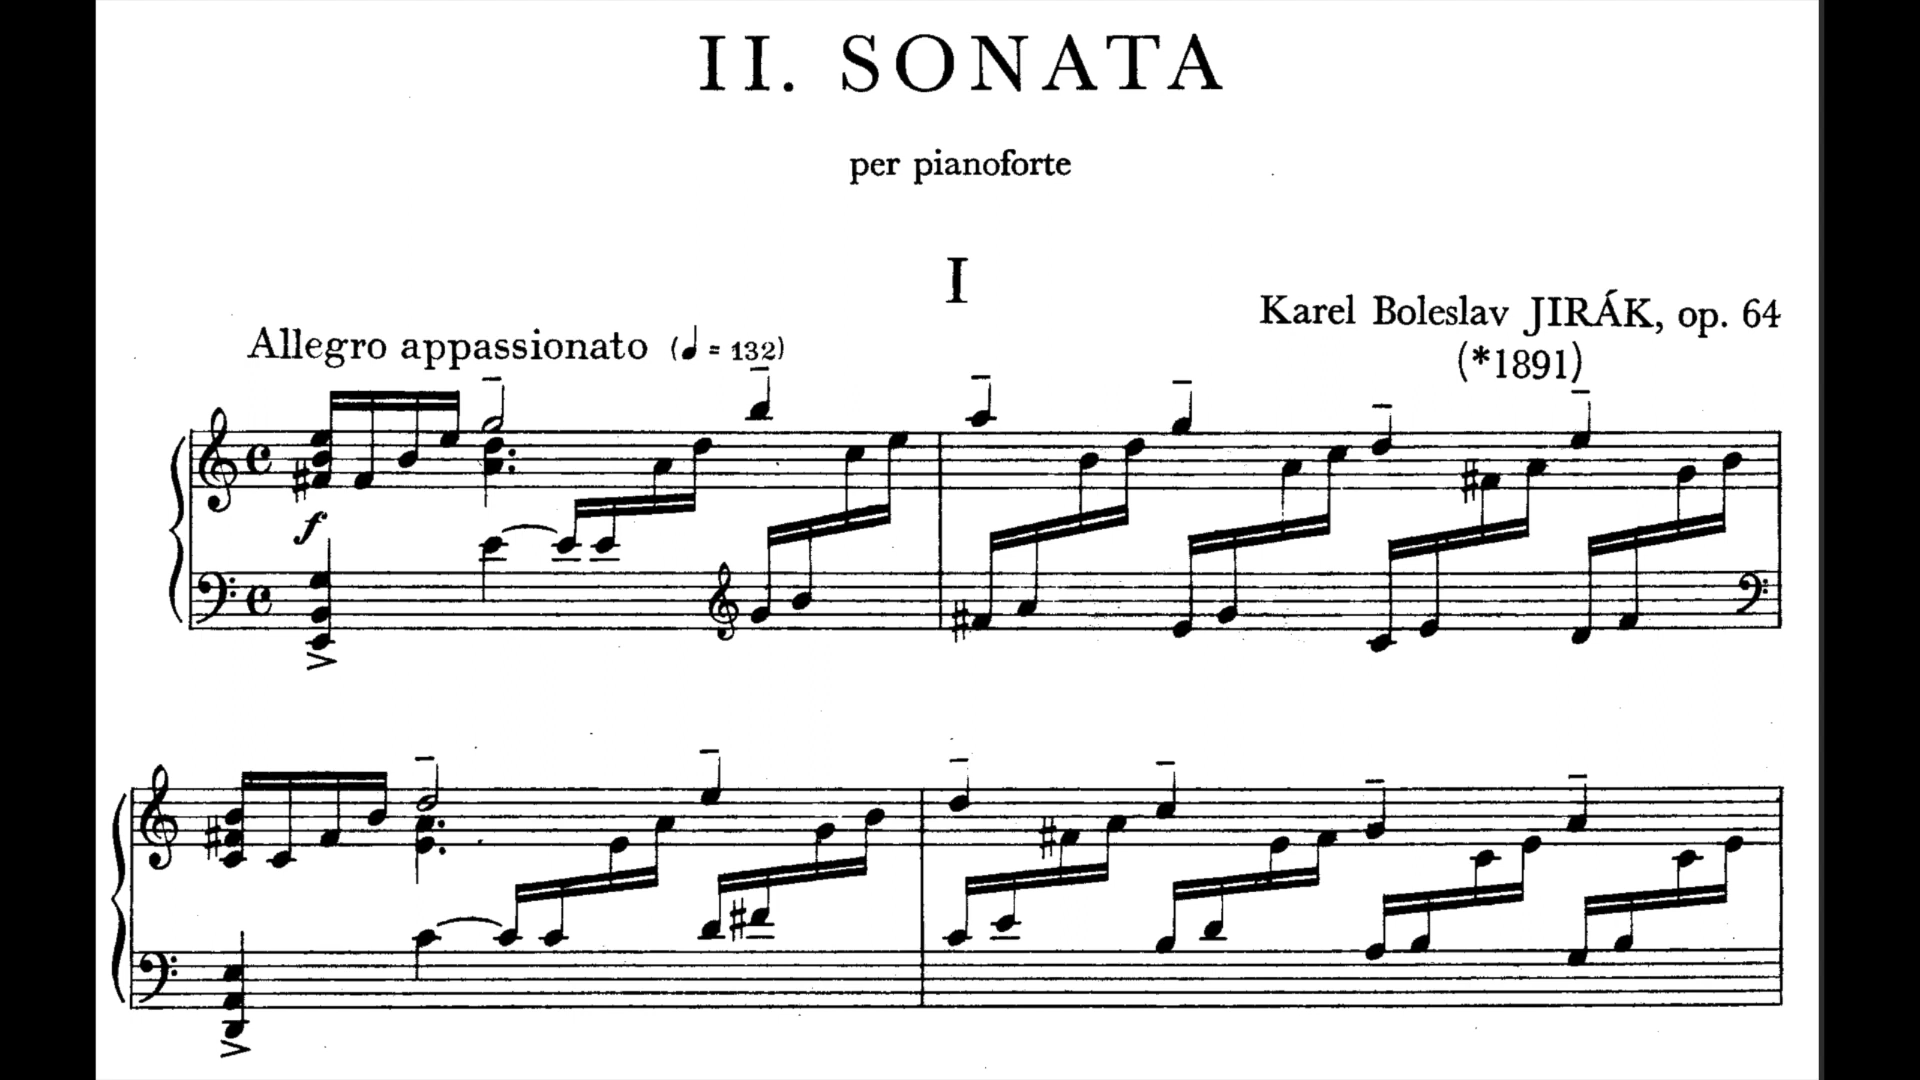 II. SONATA
per pianoforte
I
Karel Boleslav JIRÁK, op. 64
(*1891)
Allegro appassionato (♩ = 132)
f